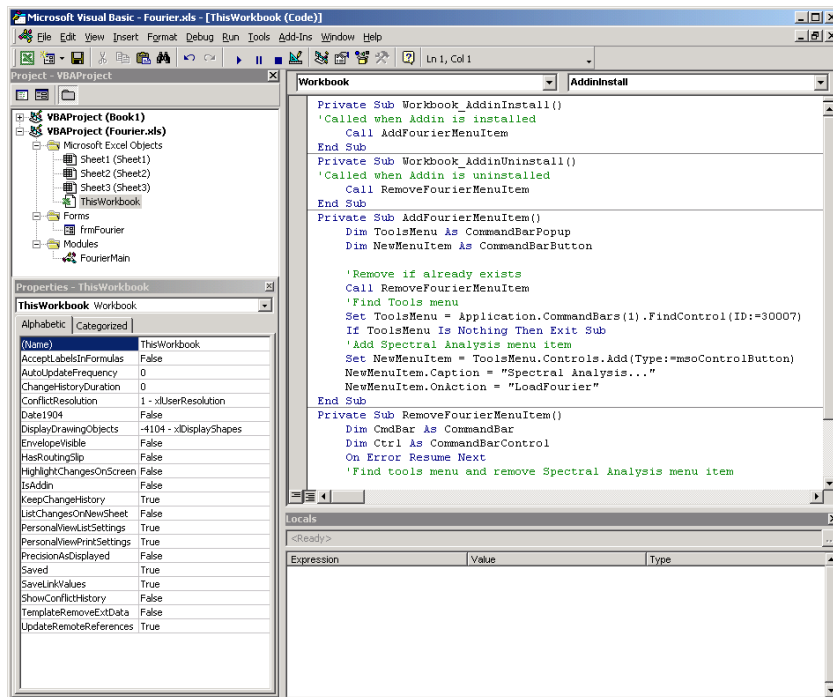 Microsoft Visual Basic - Fourier.xls - [ThisWorkbook (Code)]
File Edit View Insert Format Debug Run Tools Add-Ins Window Help
Ln 1, Col 1
Project - VBAProject
VBAProject (Book1)
VBAProject (Fourier.xls)
Microsoft Excel Objects
Sheet1 (Sheet1)
Sheet2 (Sheet2)
Sheet3 (Sheet3)
ThisWorkbook
Forms
frmFourier
Modules
FourierMain
Properties - ThisWorkbook
ThisWorkbook Workbook
Alphabetic Categorized
(Name) ThisWorkbook
AcceptLabelsInFormulas False
AutoUpdateFrequency 0
ChangeHistoryDuration 0
ConflictResolution 1 - xlUserResolution
Date1904 False
DisplayDrawingObjects -4104 - xlDisplayShapes
EnvelopeVisible False
HasRoutingSlip False
HighlightChangesOnScreen False
IsAddin False
KeepChangeHistory True
ListChangesOnNewSheet False
PersonalViewListSettings True
PersonalViewPrintSettings True
PrecisionAsDisplayed False
Saved True
SaveLinkValues True
ShowConflictHistory False
TemplateRemoveExtData False
UpdateRemoteReferences True
Workbook AddinInstall
Private Sub Workbook_AddinInstall()
'Called when Addin is installed
Call AddFourierMenuItem
End Sub
Private Sub Workbook_AddinUninstall()
'Called when Addin is uninstalled
Call RemoveFourierMenuItem
End Sub
Private Sub AddFourierMenuItem()
Dim ToolsMenu As CommandBarPopup
Dim NewMenuItem As CommandBarButton
'Remove if already exists
Call RemoveFourierMenuItem
'Find Tools menu
Set ToolsMenu = Application.CommandBars(1).FindControl(ID:=30007)
If ToolsMenu Is Nothing Then Exit Sub
'Add Spectral Analysis menu item
Set NewMenuItem = ToolsMenu.Controls.Add(Type:=msoControlButton)
NewMenuItem.Caption = "Spectral Analysis..."
NewMenuItem.OnAction = "LoadFourier"
End Sub
Private Sub RemoveFourierMenuItem()
Dim CmdBar As CommandBar
Dim Ctrl As CommandBarControl
On Error Resume Next
'Find tools menu and remove Spectral Analysis menu item
Locals
<Ready>
Expression Value Type